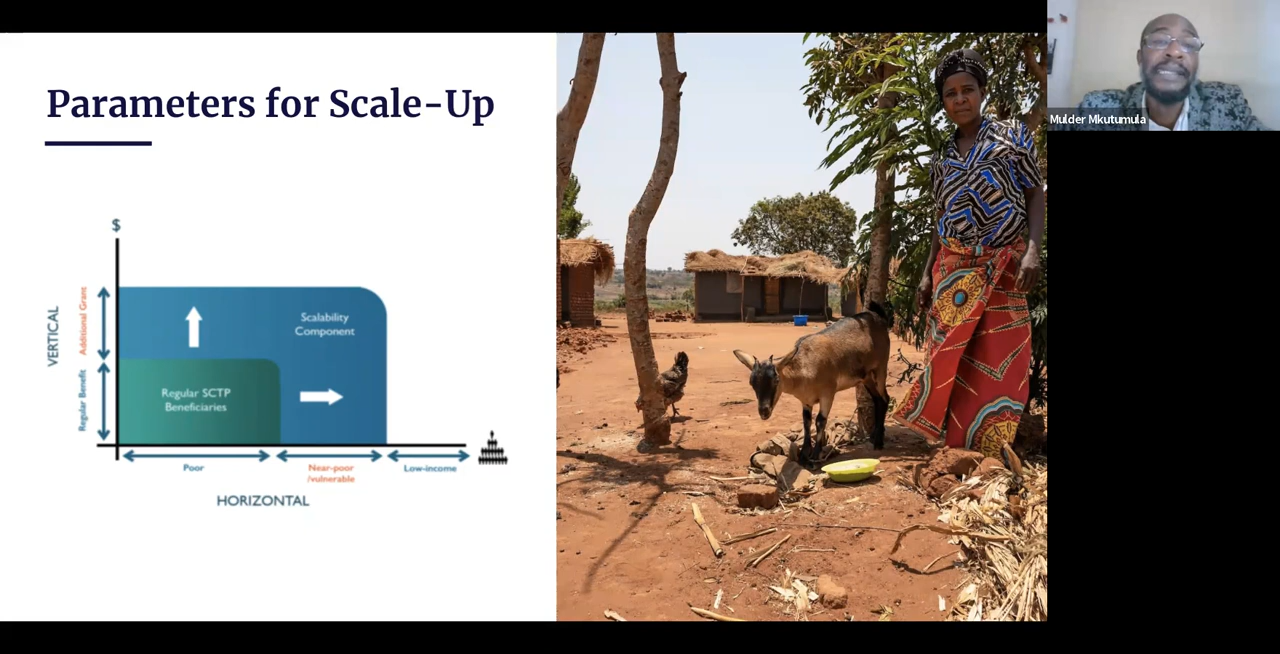 Parameters for Scale-Up
Mulder Mkutumula
$
VERTICAL
Additional Grant
Regular Benefit
Scalability
Component
Regular SCTP
Beneficiaries
Poor
Near-poor
/vulnerable
Low-income
HORIZONTAL